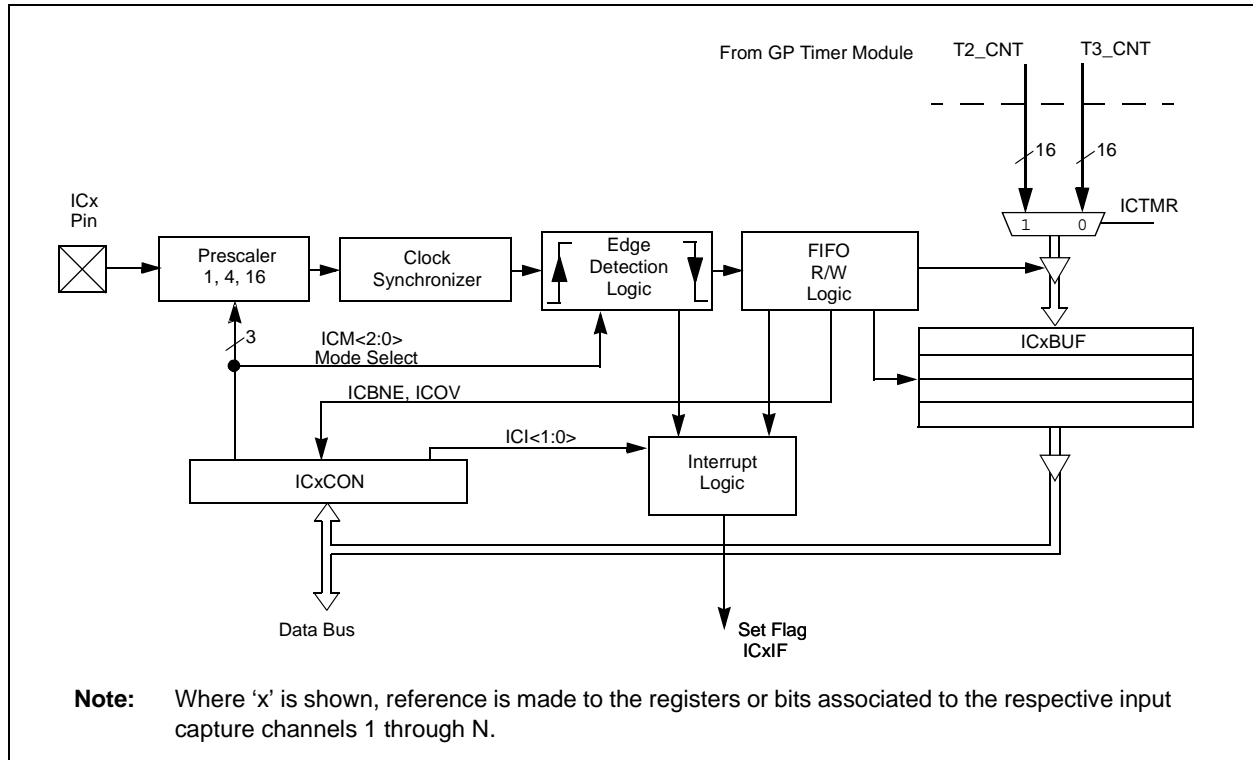 From GP Timer Module
T2_CNT
T3_CNT
16
16
ICx
Pin
ICTMR
1
0
Prescaler
1, 4, 16
Clock
Synchronizer
Edge
Detection
Logic
FIFO
R/W
Logic
3
ICM<2:0>
Mode Select
ICxBUF
ICBNE, ICOV
ICI<1:0>
Interrupt
Logic
ICxCON
Data Bus
Set Flag
ICxIF
Note: Where ‘x’ is shown, reference is made to the registers or bits associated to the respective input
capture channels 1 through N.